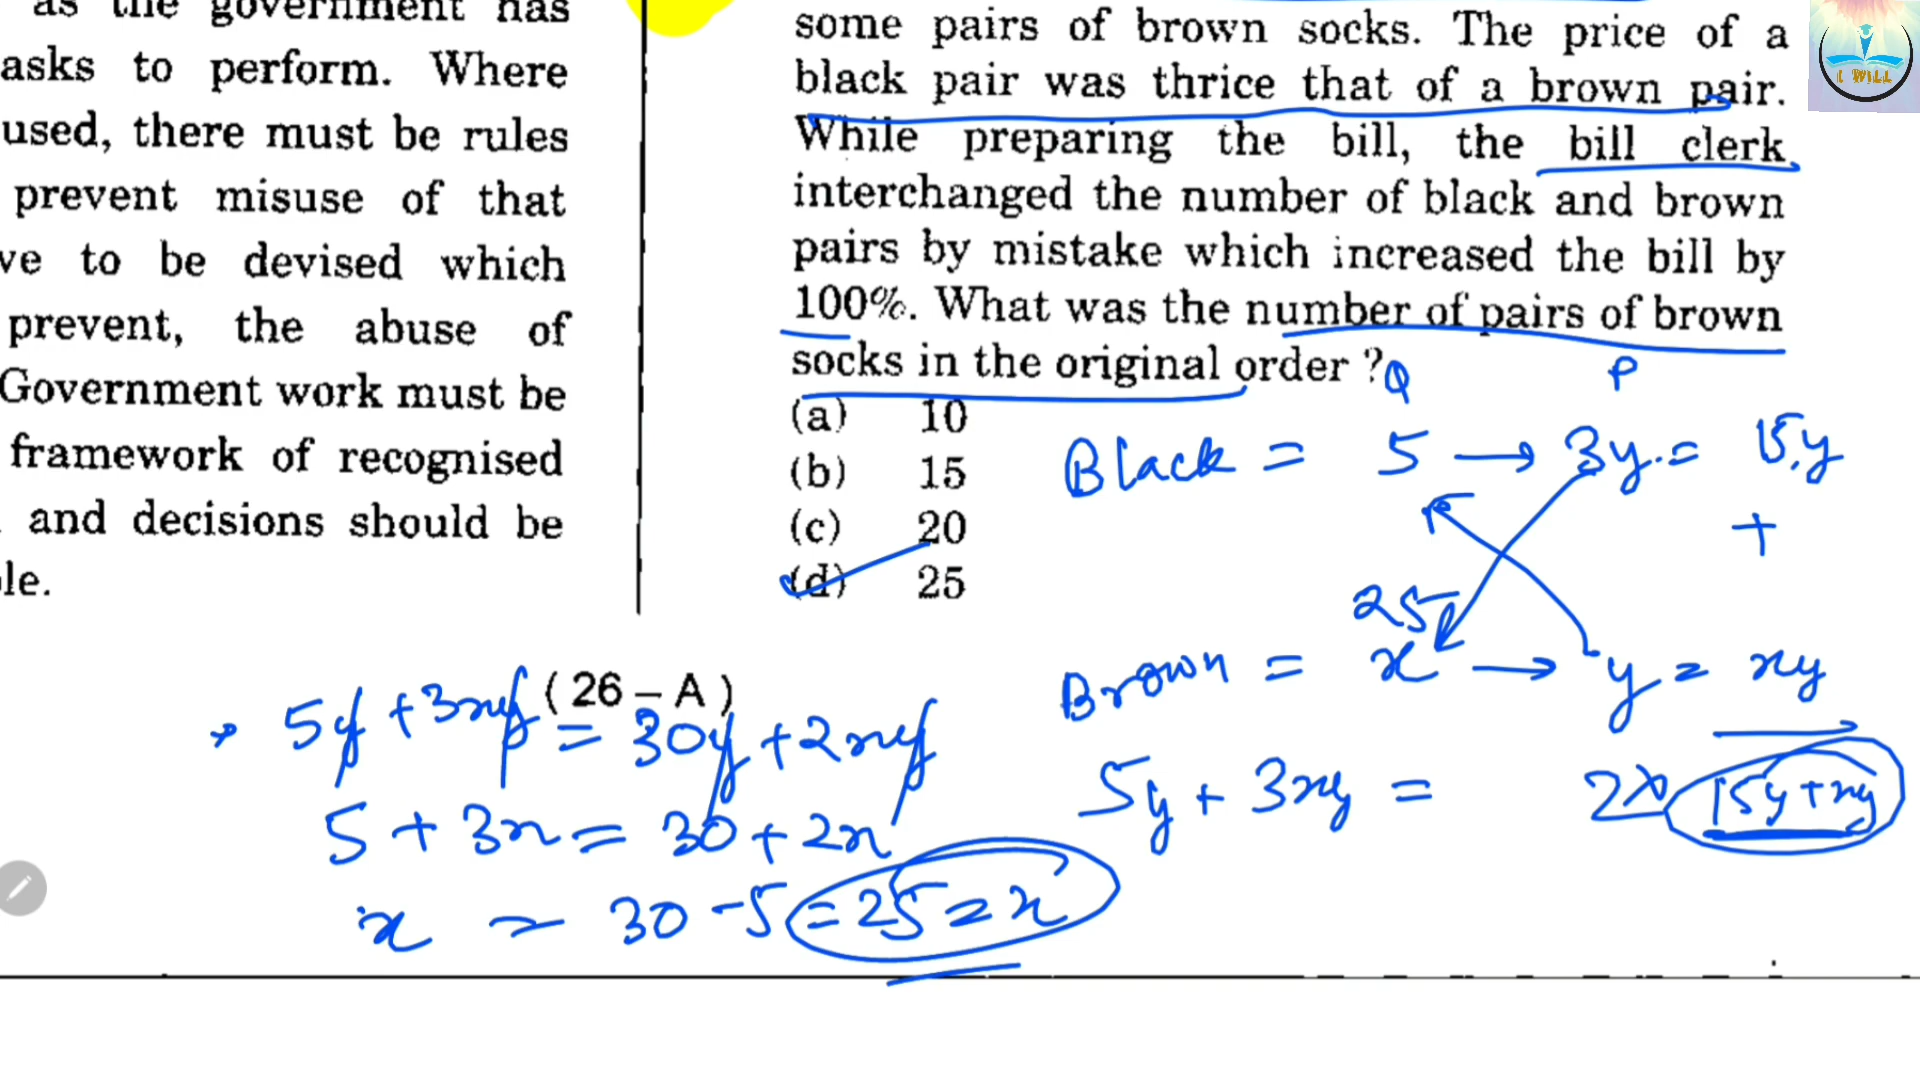 as the government has
asks to perform. Where
used, there must be rules
prevent misuse of that
ve to be devised which
prevent, the abuse of
Government work must be
framework of recognised
and decisions should be
le.
some pairs of brown socks. The price of a
black pair was thrice that of a brown pair.
While preparing the bill, the bill clerk
interchanged the number of black and brown
pairs by mistake which increased the bill by
100%. What was the number of pairs of brown
socks in the original order ?
(a) 10
(b) 15
(c) 20
(d) 25
Q P
Black = 5 → 3y = 15y
+
25
Brown = x → y = xy
5y + 3xy = 2x 15y + xy
( 26 – A )
5y + 3xy = 30y + 2xy
5 + 3x = 30 + 2x
x = 30 - 5 = 25 = x
I WILL